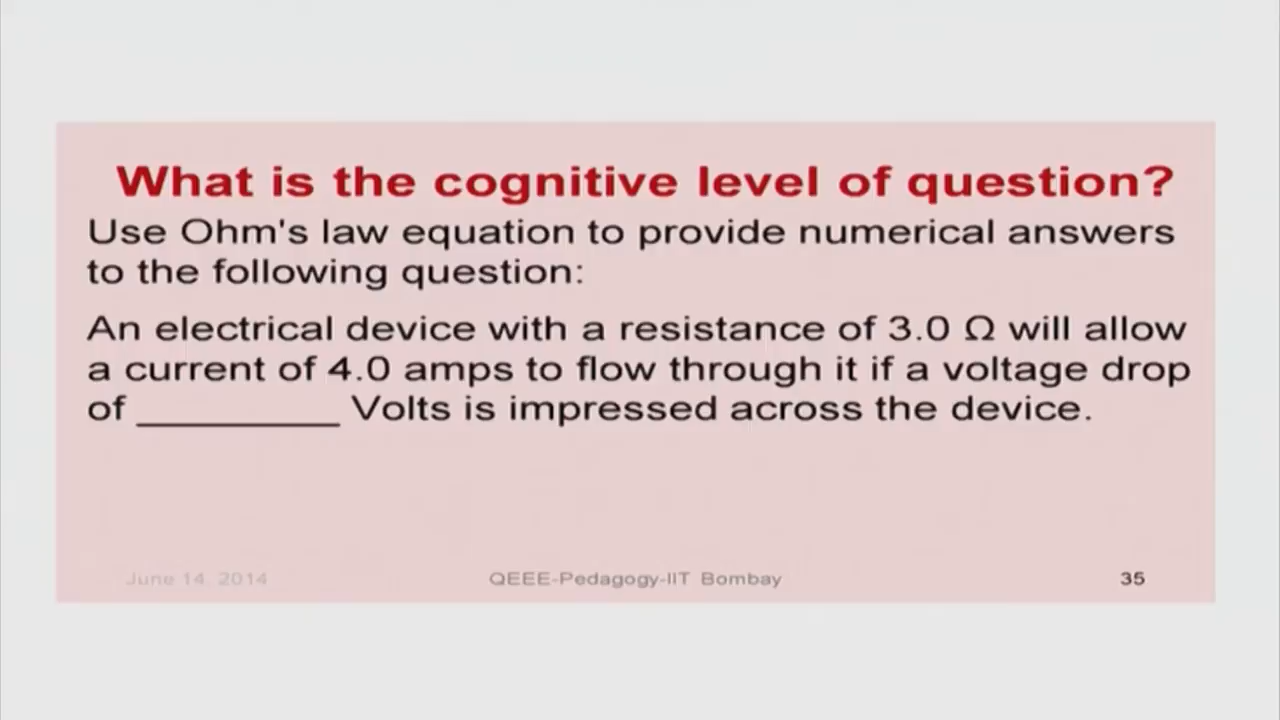 What is the cognitive level of question?
Use Ohm's law equation to provide numerical answers
to the following question:
An electrical device with a resistance of 3.0 Ω will allow
a current of 4.0 amps to flow through it if a voltage drop
of __________ Volts is impressed across the device.
June 14, 2014 QEEE-Pedagogy-IIT Bombay 35